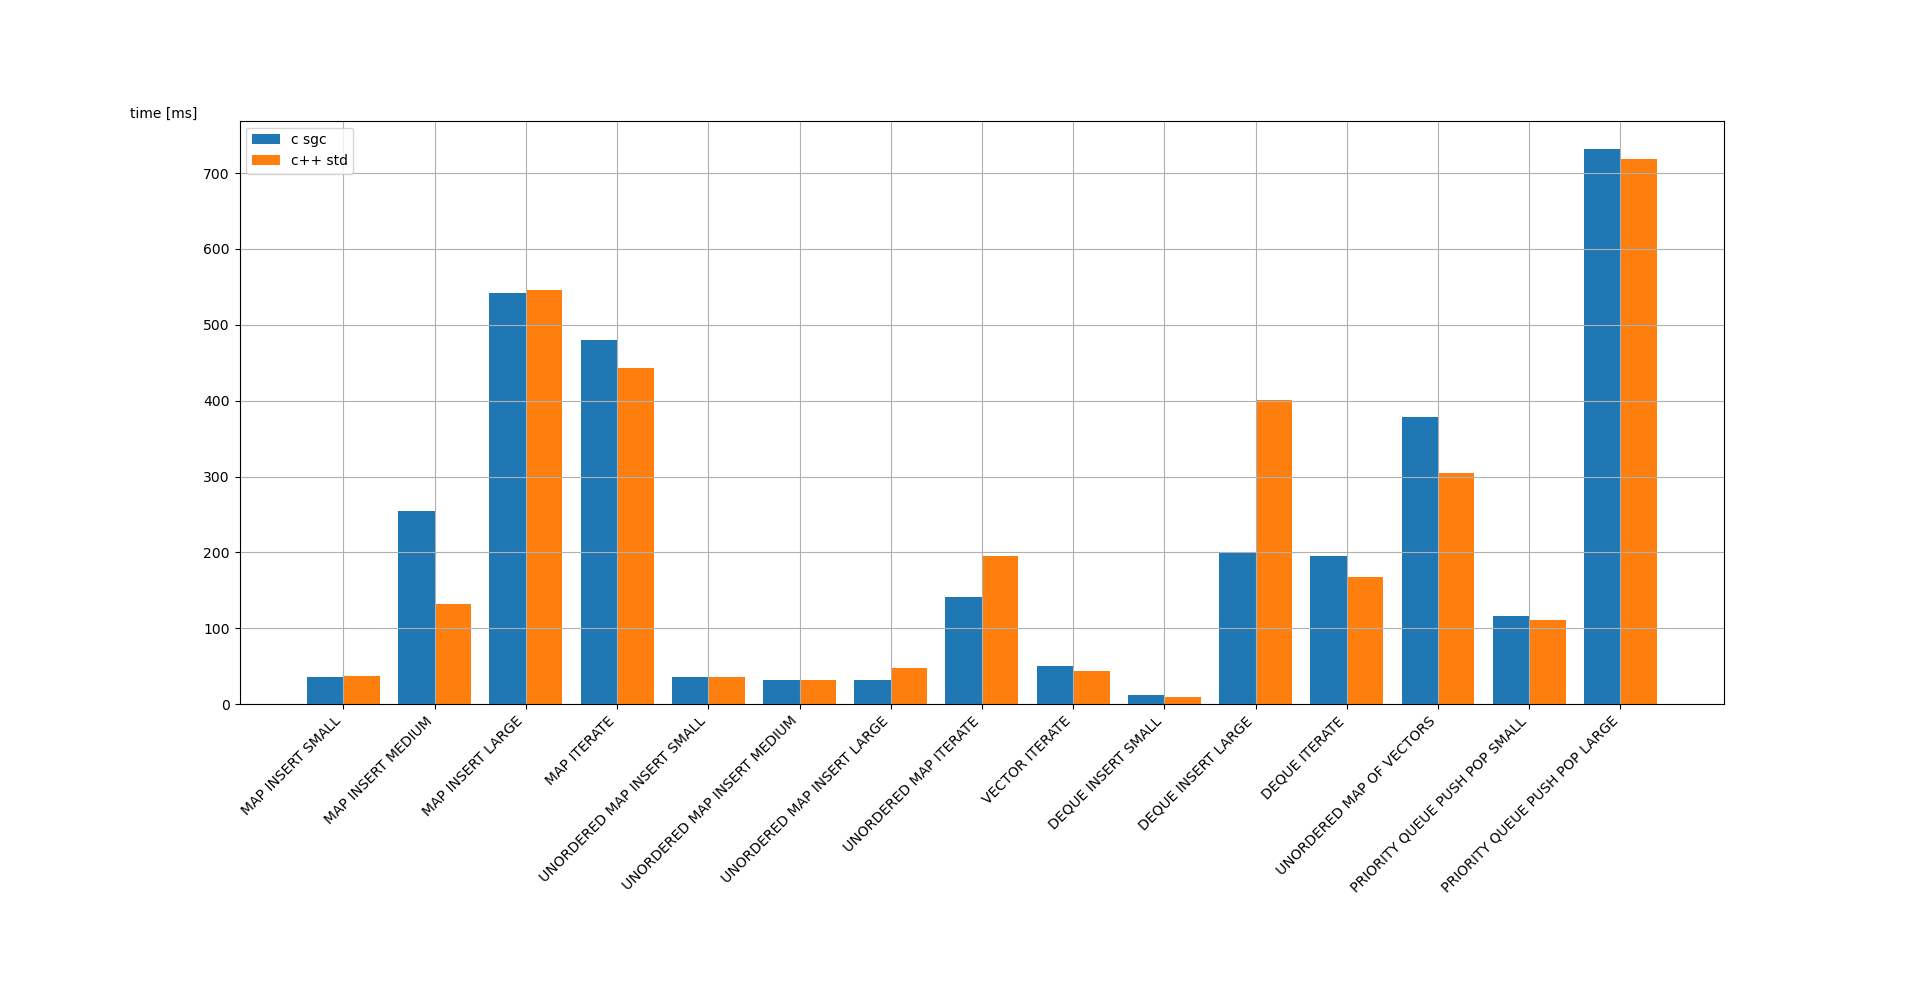 time [ms]
c sgc
c++ std
700
600
500
400
300
200
100
0
MAP INSERT SMALL
MAP INSERT MEDIUM
MAP INSERT LARGE
MAP ITERATE
UNORDERED MAP INSERT SMALL
UNORDERED MAP INSERT MEDIUM
UNORDERED MAP INSERT LARGE
UNORDERED MAP ITERATE
VECTOR ITERATE
DEQUE INSERT SMALL
DEQUE INSERT LARGE
DEQUE ITERATE
UNORDERED MAP OF VECTORS
PRIORITY QUEUE PUSH POP SMALL
PRIORITY QUEUE PUSH POP LARGE